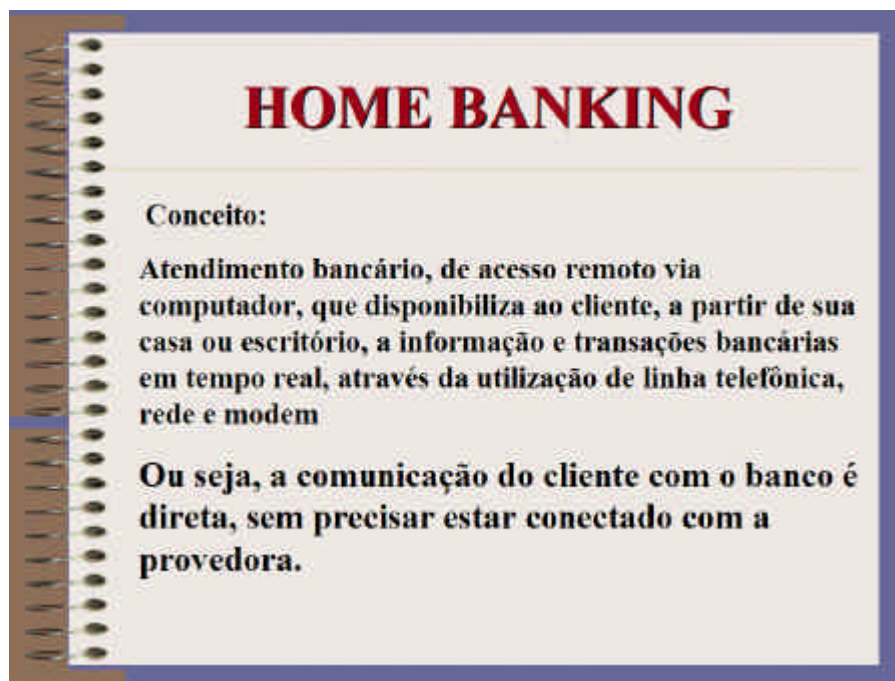 HOME BANKING
Conceito:
Atendimento bancário, de acesso remoto via
computador, que disponibiliza ao cliente, a partir de sua
casa ou escritório, a informação e transações bancárias
em tempo real, através da utilização de linha telefônica,
rede e modem
Ou seja, a comunicação do cliente com o banco é
direta, sem precisar estar conectado com a
provedora.